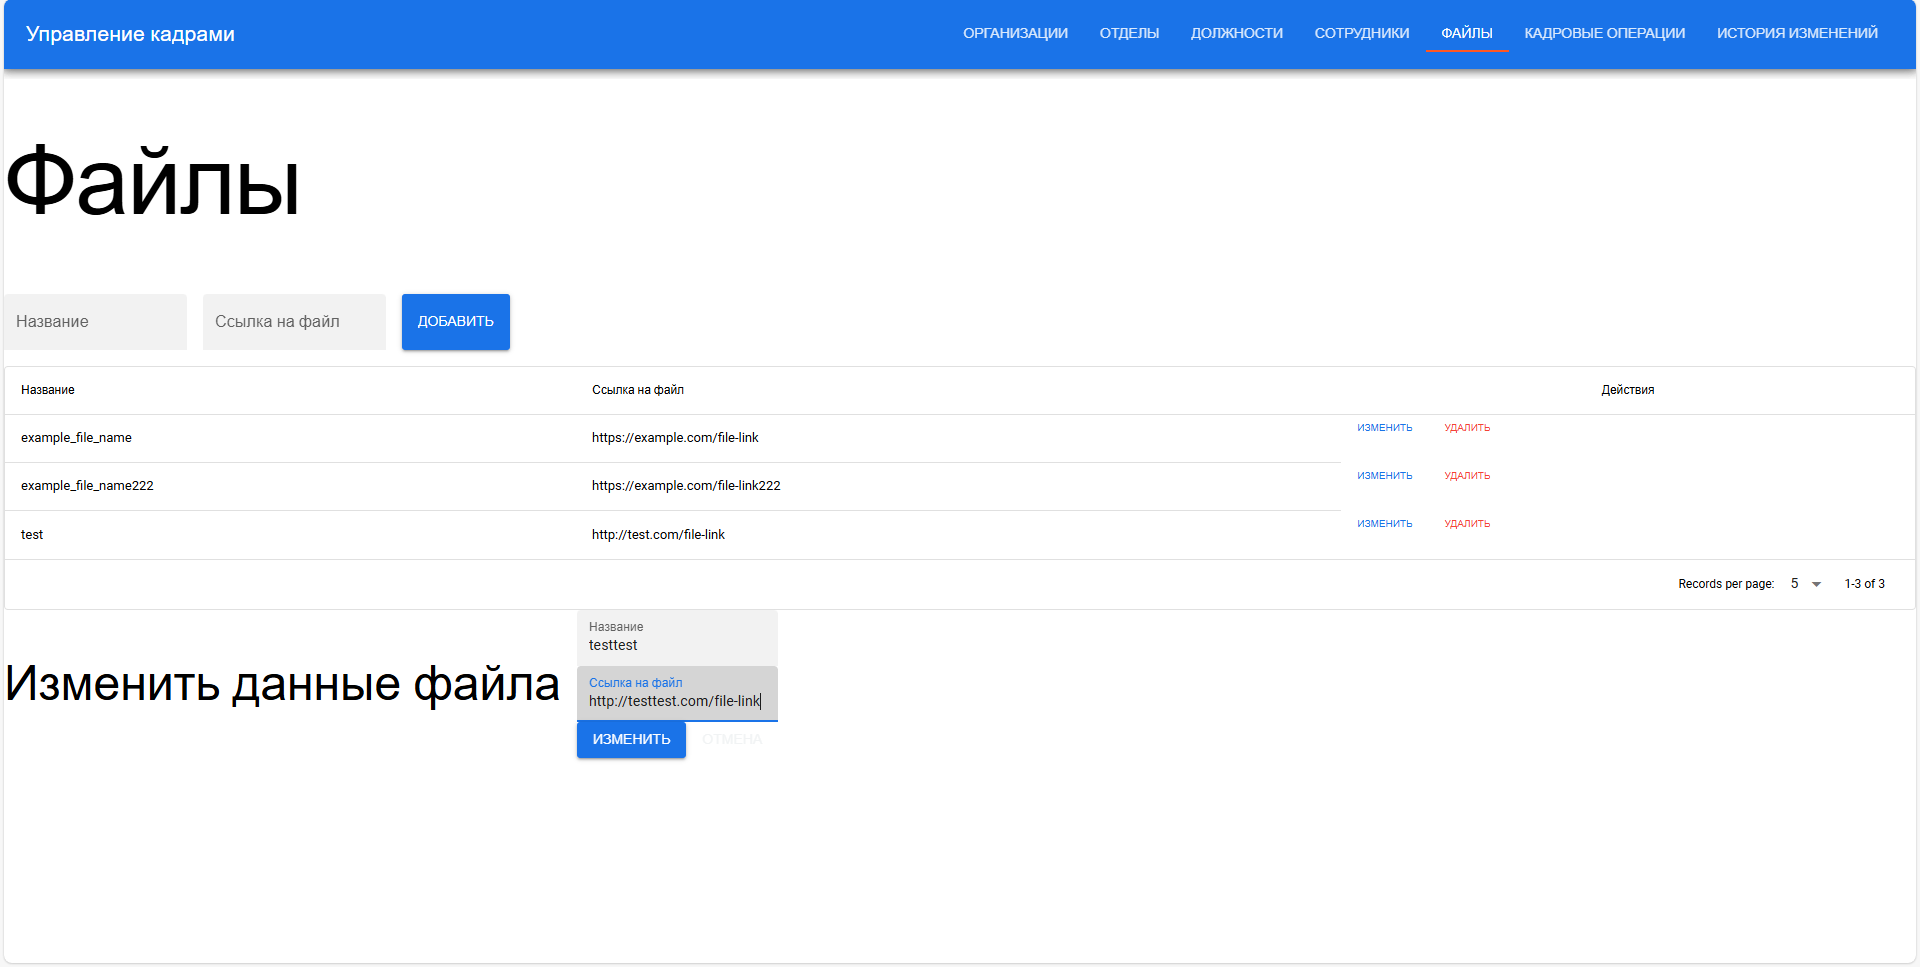 Управление кадрами ОРГАНИЗАЦИИ ОТДЕЛЫ ДОЛЖНОСТИ СОТРУДНИКИ ФАЙЛЫ КАДРОВЫЕ ОПЕРАЦИИ ИСТОРИЯ ИЗМЕНЕНИЙ
Файлы
Название Ссылка на файл ДОБАВИТЬ
Название Ссылка на файл Действия
example_file_name https://example.com/file-link ИЗМЕНИТЬ УДАЛИТЬ
example_file_name222 https://example.com/file-link222 ИЗМЕНИТЬ УДАЛИТЬ
test http://test.com/file-link ИЗМЕНИТЬ УДАЛИТЬ
Records per page: 5 1-3 of 3
Изменить данные файла
Название
testtest
Ссылка на файл
http://testtest.com/file-link
ИЗМЕНИТЬ ОТМЕНА